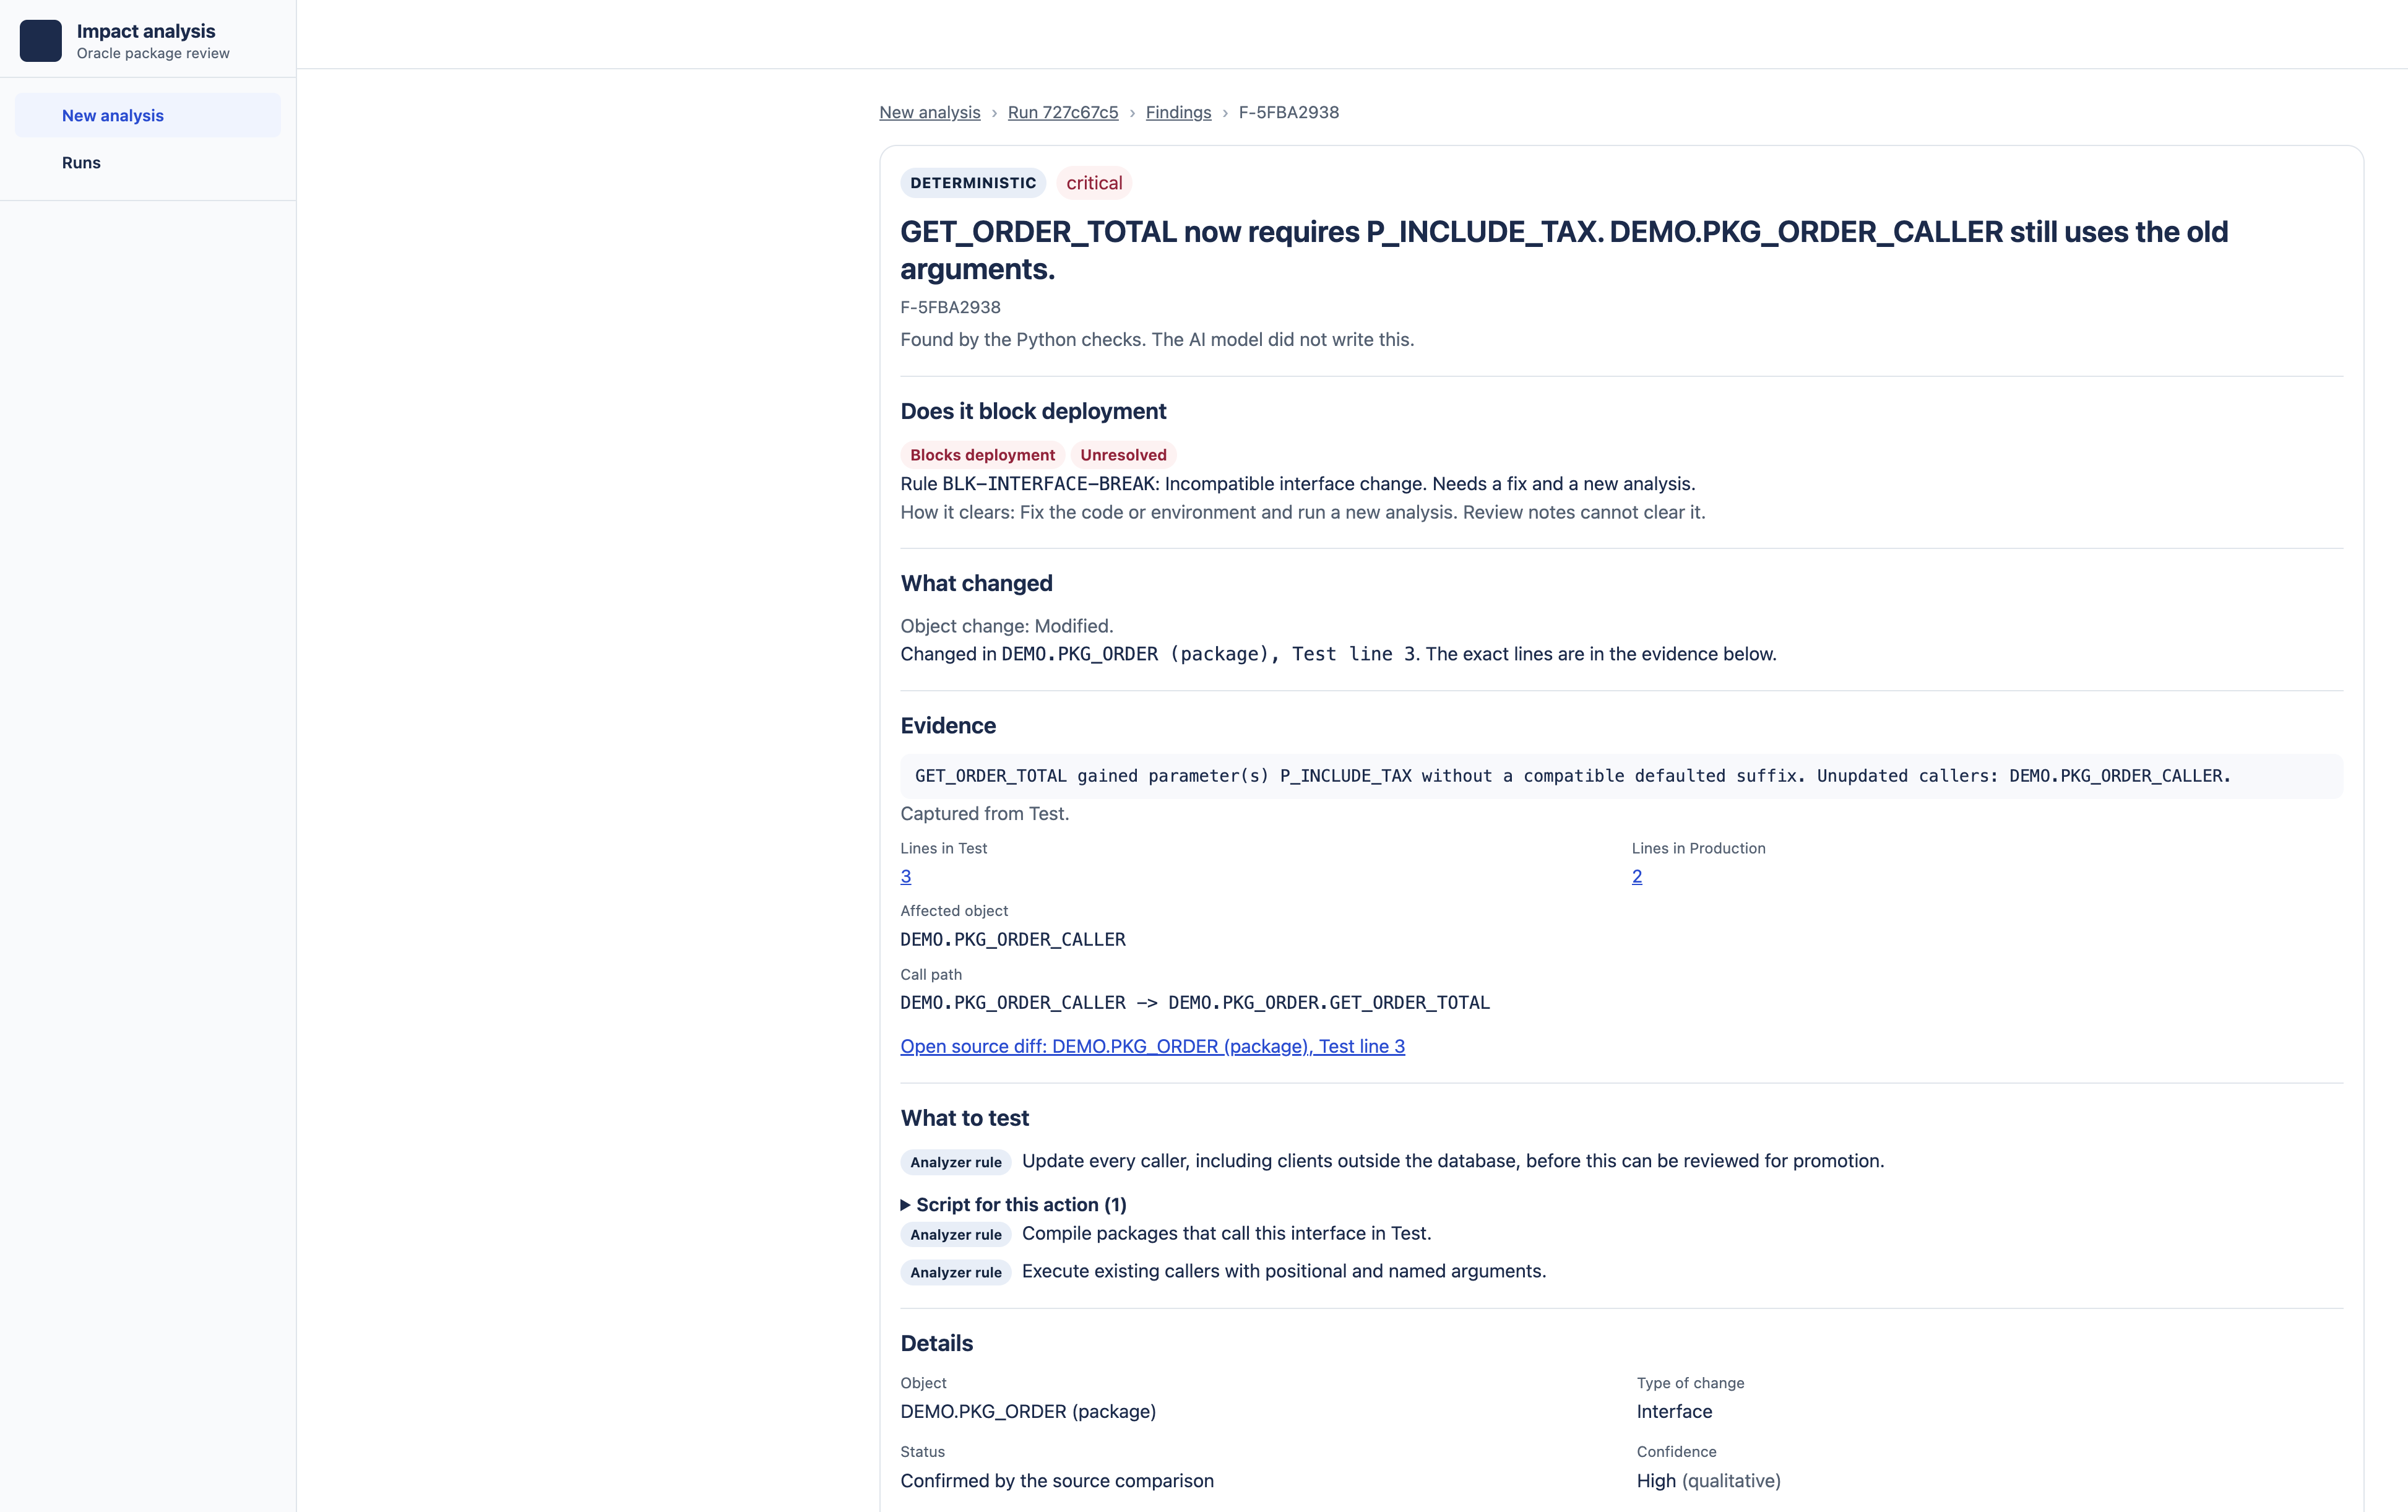 Impact analysis
Oracle package review
New analysis
Runs
New analysis › Run 727c67c5 › Findings › F-5FBA2938
DETERMINISTIC critical
GET_ORDER_TOTAL now requires P_INCLUDE_TAX. DEMO.PKG_ORDER_CALLER still uses the old
arguments.
F-5FBA2938
Found by the Python checks. The AI model did not write this.
Does it block deployment
Blocks deployment Unresolved
Rule BLK-INTERFACE-BREAK: Incompatible interface change. Needs a fix and a new analysis.
How it clears: Fix the code or environment and run a new analysis. Review notes cannot clear it.
What changed
Object change: Modified.
Changed in DEMO.PKG_ORDER (package), Test line 3. The exact lines are in the evidence below.
Evidence
GET_ORDER_TOTAL gained parameter(s) P_INCLUDE_TAX without a compatible defaulted suffix. Unupdated callers: DEMO.PKG_ORDER_CALLER.
Captured from Test.
Lines in Test Lines in Production
3 2
Affected object
DEMO.PKG_ORDER_CALLER
Call path
DEMO.PKG_ORDER_CALLER -> DEMO.PKG_ORDER.GET_ORDER_TOTAL
Open source diff: DEMO.PKG_ORDER (package), Test line 3
What to test
Analyzer rule Update every caller, including clients outside the database, before this can be reviewed for promotion.
▶ Script for this action (1)
Analyzer rule Compile packages that call this interface in Test.
Analyzer rule Execute existing callers with positional and named arguments.
Details
Object Type of change
DEMO.PKG_ORDER (package) Interface
Status Confidence
Confirmed by the source comparison High (qualitative)